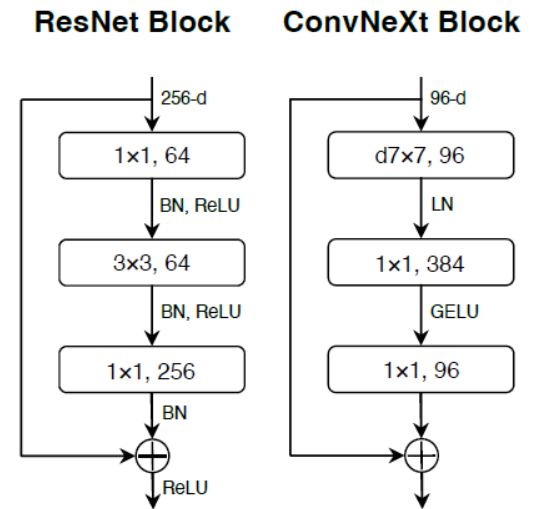 ResNet Block
256-d
1×1, 64
BN, ReLU
3×3, 64
BN, ReLU
1×1, 256
BN
ReLU
ConvNeXt Block
96-d
d7×7, 96
LN
1×1, 384
GELU
1×1, 96